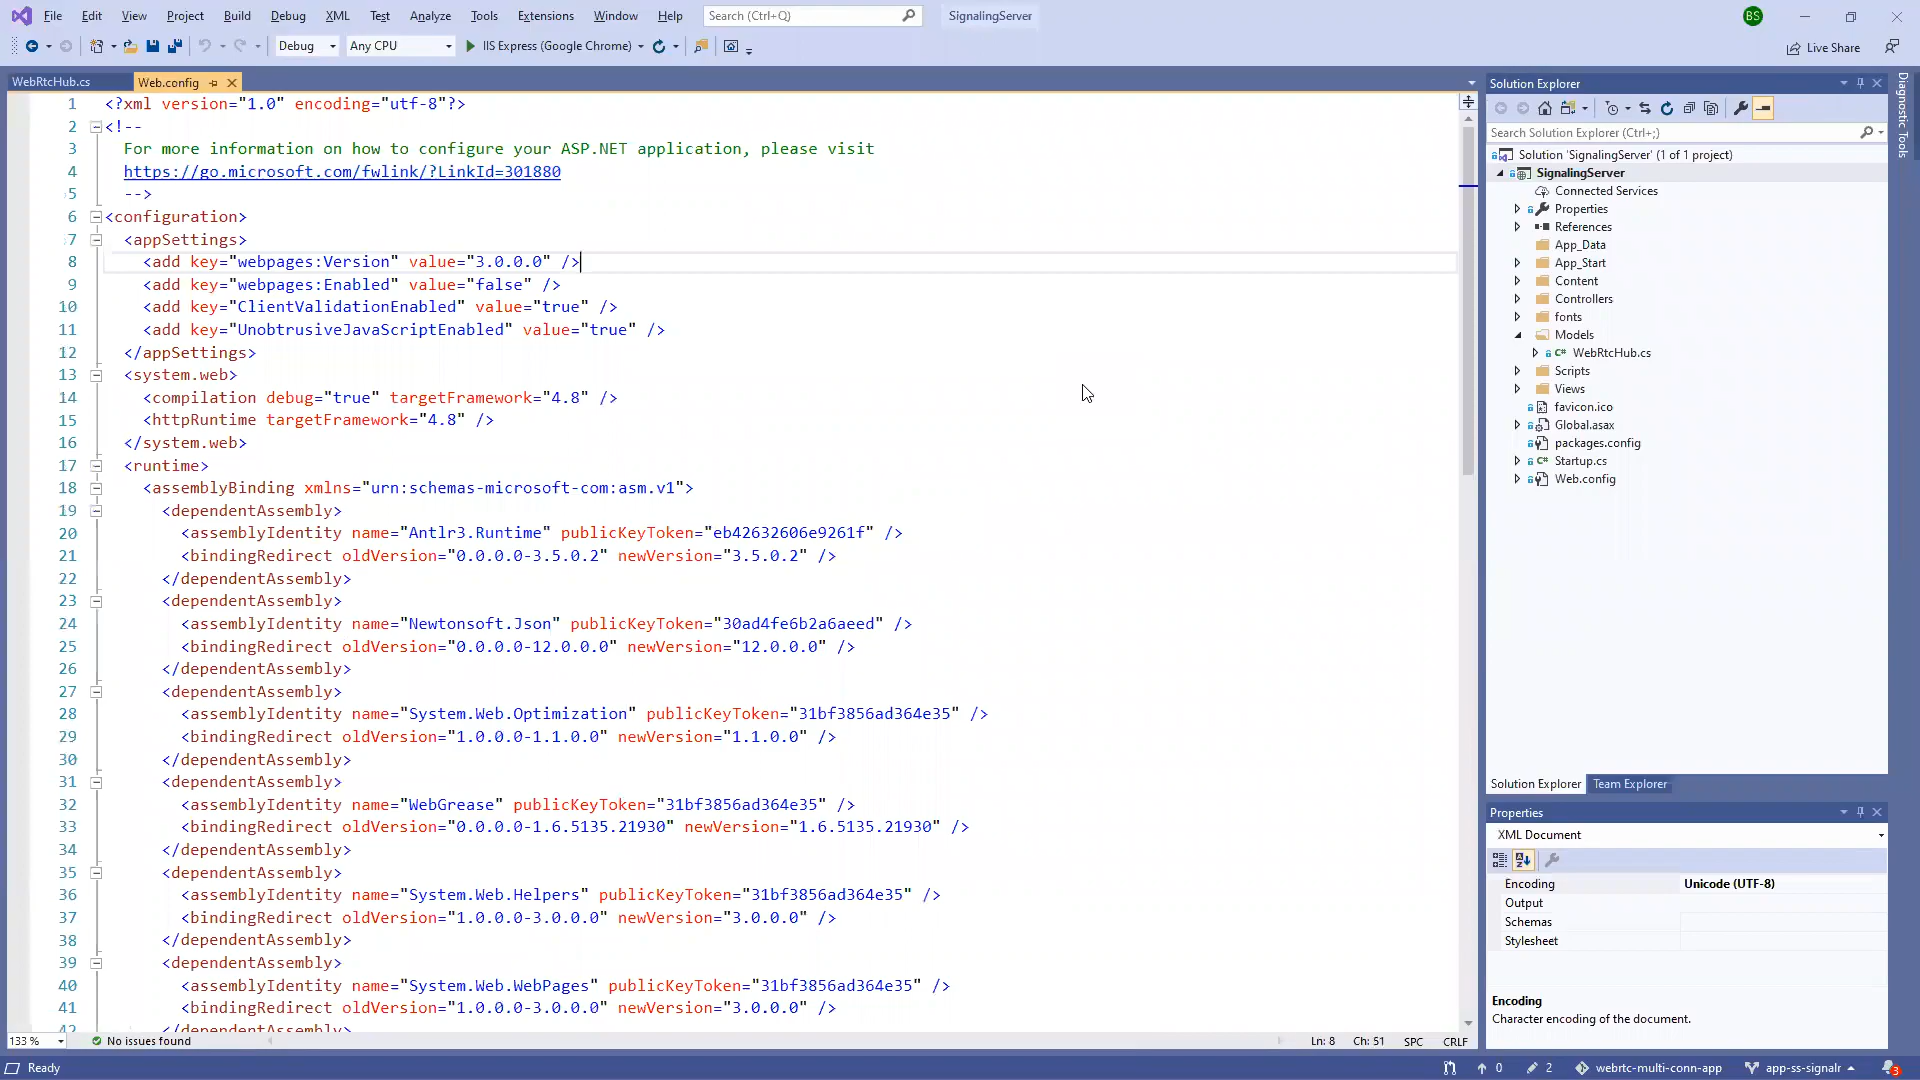 File Edit View Project Build Debug XML Test Analyze Tools Extensions Window Help Search (Ctrl+Q) SignalingServer BS
Debug Any CPU IIS Express (Google Chrome) Live Share
WebRtcHub.cs Web.config
1 <?xml version="1.0" encoding="utf-8"?>
2 <!--
3 For more information on how to configure your ASP.NET application, please visit
4 https://go.microsoft.com/fwlink/?LinkId=301880
5 -->
6 <configuration>
7 <appSettings>
8 <add key="webpages:Version" value="3.0.0.0" />
9 <add key="webpages:Enabled" value="false" />
10 <add key="ClientValidationEnabled" value="true" />
11 <add key="UnobtrusiveJavaScriptEnabled" value="true" />
12 </appSettings>
13 <system.web>
14 <compilation debug="true" targetFramework="4.8" />
15 <httpRuntime targetFramework="4.8" />
16 </system.web>
17 <runtime>
18 <assemblyBinding xmlns="urn:schemas-microsoft-com:asm.v1">
19 <dependentAssembly>
20 <assemblyIdentity name="Antlr3.Runtime" publicKeyToken="eb42632606e9261f" />
21 <bindingRedirect oldVersion="0.0.0.0-3.5.0.2" newVersion="3.5.0.2" />
22 </dependentAssembly>
23 <dependentAssembly>
24 <assemblyIdentity name="Newtonsoft.Json" publicKeyToken="30ad4fe6b2a6aeed" />
25 <bindingRedirect oldVersion="0.0.0.0-12.0.0.0" newVersion="12.0.0.0" />
26 </dependentAssembly>
27 <dependentAssembly>
28 <assemblyIdentity name="System.Web.Optimization" publicKeyToken="31bf3856ad364e35" />
29 <bindingRedirect oldVersion="1.0.0.0-1.1.0.0" newVersion="1.1.0.0" />
30 </dependentAssembly>
31 <dependentAssembly>
32 <assemblyIdentity name="WebGrease" publicKeyToken="31bf3856ad364e35" />
33 <bindingRedirect oldVersion="0.0.0.0-1.6.5135.21930" newVersion="1.6.5135.21930" />
34 </dependentAssembly>
35 <dependentAssembly>
36 <assemblyIdentity name="System.Web.Helpers" publicKeyToken="31bf3856ad364e35" />
37 <bindingRedirect oldVersion="1.0.0.0-3.0.0.0" newVersion="3.0.0.0" />
38 </dependentAssembly>
39 <dependentAssembly>
40 <assemblyIdentity name="System.Web.WebPages" publicKeyToken="31bf3856ad364e35" />
41 <bindingRedirect oldVersion="1.0.0.0-3.0.0.0" newVersion="3.0.0.0" />
42 </dependentAssembly>
133 % No issues found Ln: 8 Ch: 51 SPC CRLF
Solution Explorer
Search Solution Explorer (Ctrl+;)
Solution 'SignalingServer' (1 of 1 project)
SignalingServer
Connected Services
Properties
References
App_Data
App_Start
Content
Controllers
fonts
Models
C# WebRtcHub.cs
Scripts
Views
favicon.ico
Global.asax
packages.config
C# Startup.cs
Web.config
Solution Explorer Team Explorer
Properties
XML Document
Encoding Unicode (UTF-8)
Output
Schemas
Stylesheet
Encoding
Character encoding of the document.
Diagnostic Tools
Ready 0 2 webrtc-multi-conn-app app-ss-signalr 3